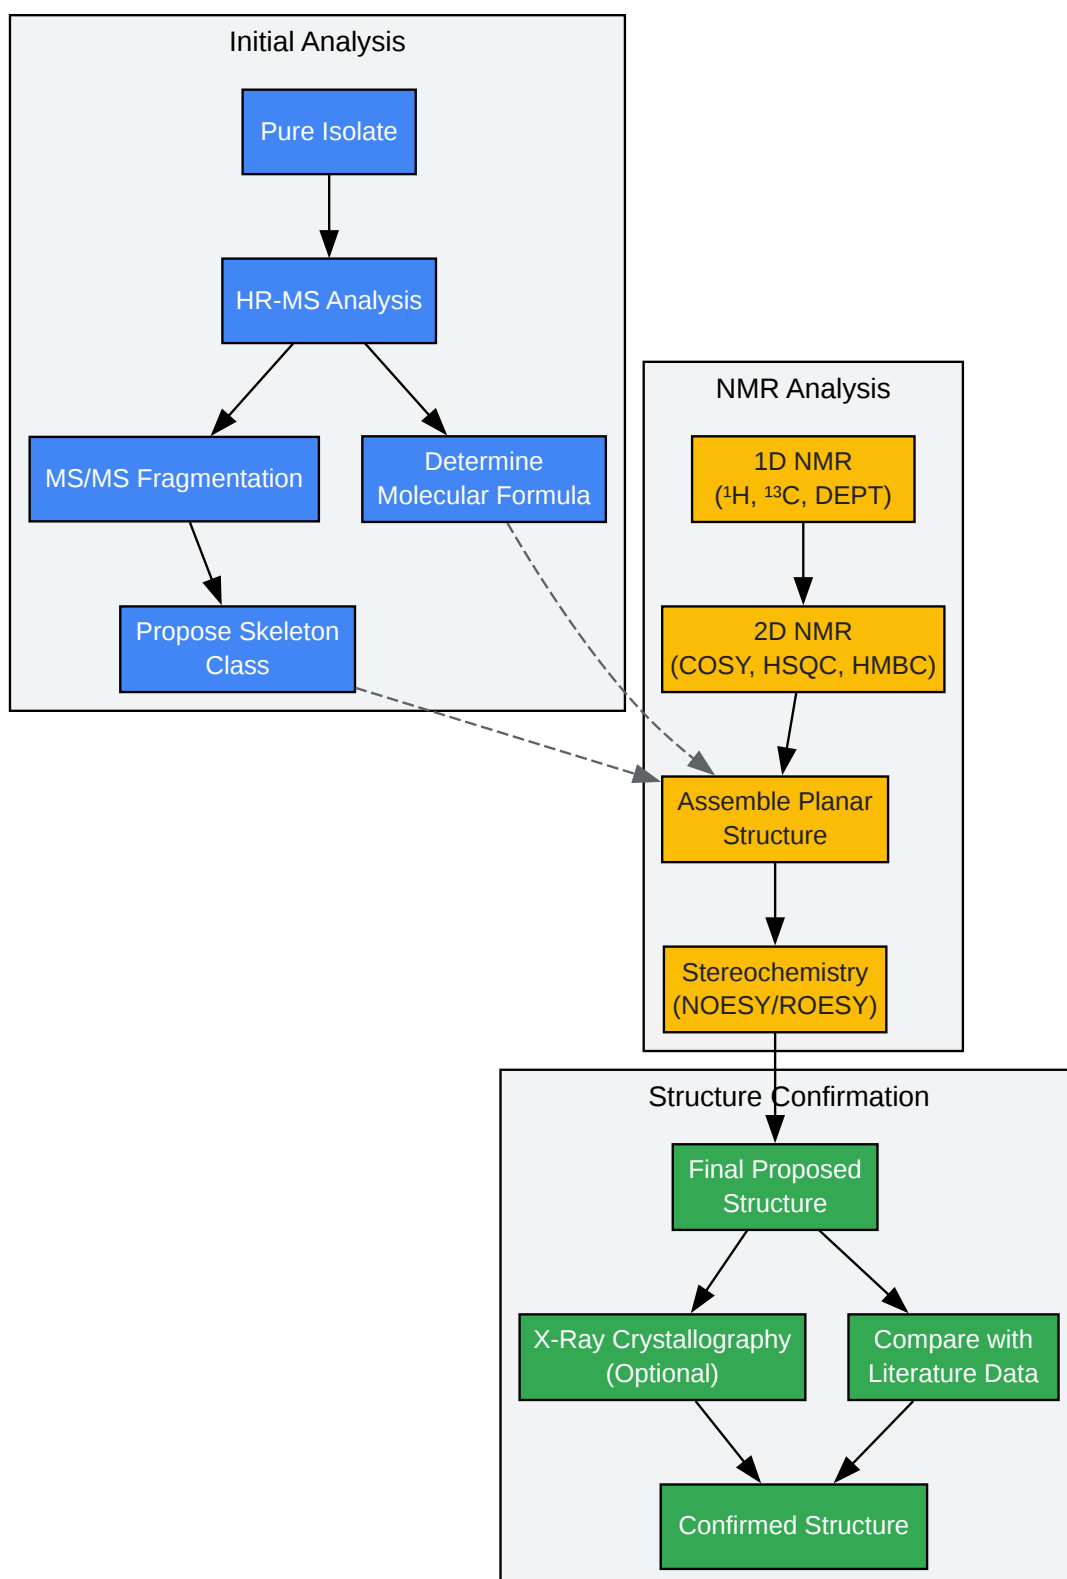 Initial Analysis
Pure Isolate
HR-MS Analysis
MS/MS Fragmentation
Determine
Molecular Formula
Propose Skeleton
Class
NMR Analysis
1D NMR
(¹H, ¹³C, DEPT)
2D NMR
(COSY, HSQC, HMBC)
Assemble Planar
Structure
Stereochemistry
(NOESY/ROESY)
Structure Confirmation
Final Proposed
Structure
X-Ray Crystallography
(Optional)
Compare with
Literature Data
Confirmed Structure